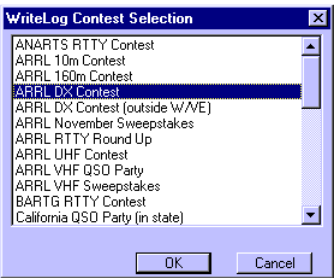 WriteLog Contest Selection
ANARTS RTTY Contest
ARRL 10m Contest
ARRL 160m Contest
ARRL DX Contest
ARRL DX Contest (outside W/VE)
ARRL November Sweepstakes
ARRL RTTY Round Up
ARRL UHF Contest
ARRL VHF QSO Party
ARRL VHF Sweepstakes
BARTG RTTY Contest
California QSO Party (in state)
OK
Cancel